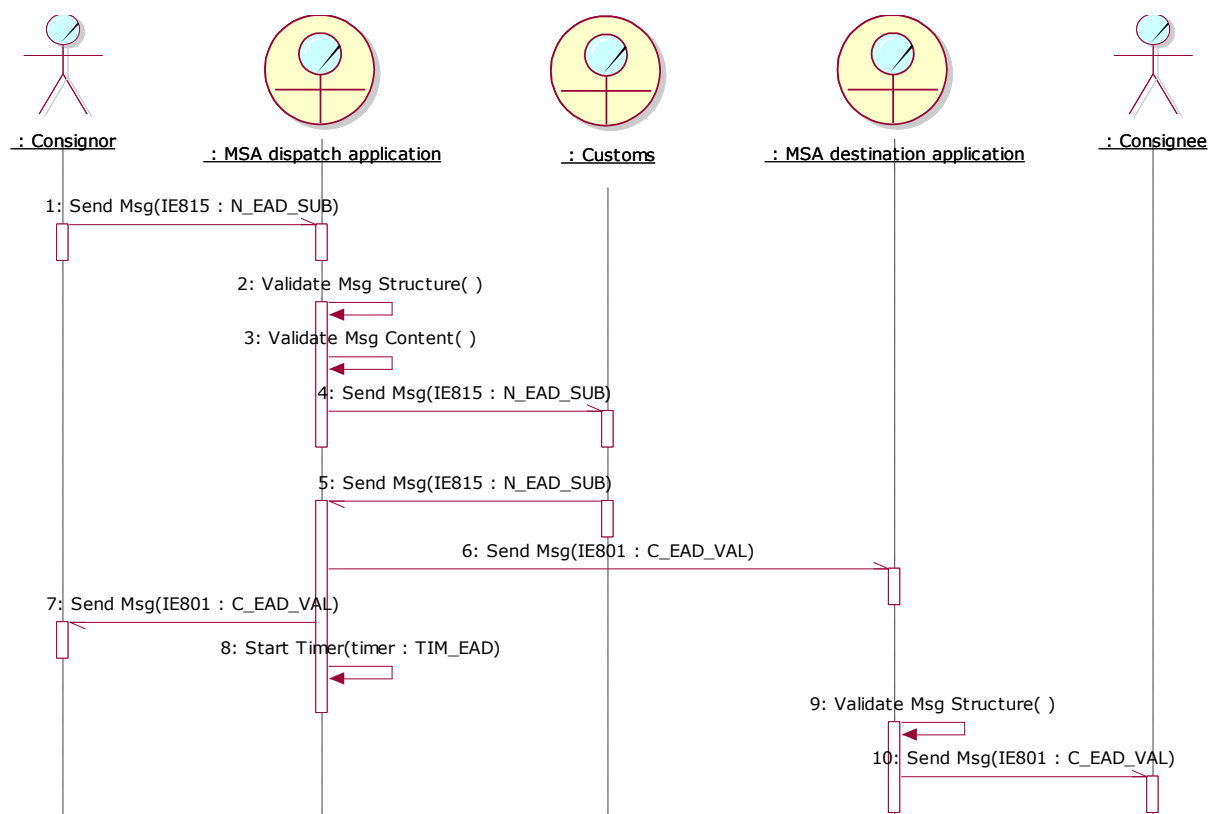 : Consignor
: MSA dispatch application
: Customs
: MSA destination application
: Consignee
1: Send Msg(IE815 : N_EAD_SUB)
2: Validate Msg Structure( )
3: Validate Msg Content( )
4: Send Msg(IE815 : N_EAD_SUB)
5: Send Msg(IE815 : N_EAD_SUB)
6: Send Msg(IE801 : C_EAD_VAL)
7: Send Msg(IE801 : C_EAD_VAL)
8: Start Timer(timer : TIM_EAD)
9: Validate Msg Structure( )
10: Send Msg(IE801 : C_EAD_VAL)